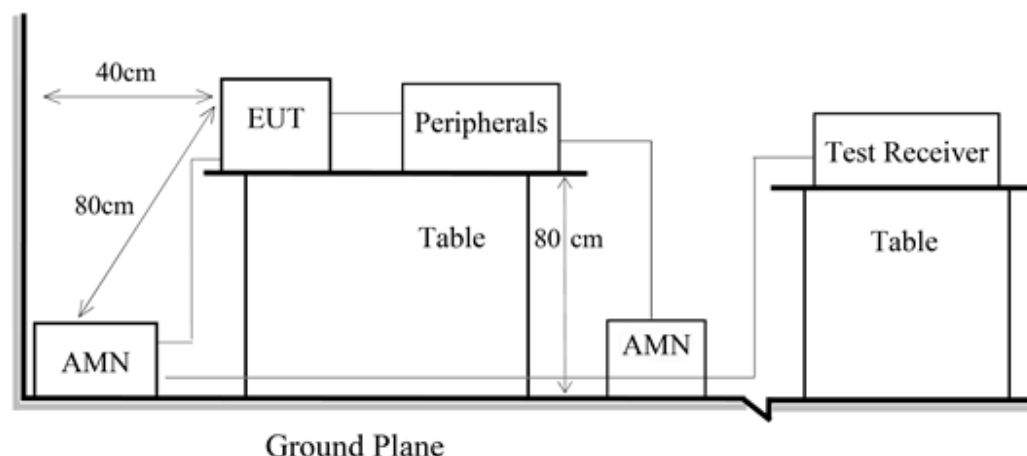 40cm
EUT
Peripherals
Test Receiver
80cm
Table
80 cm
Table
AMN
AMN
Ground Plane